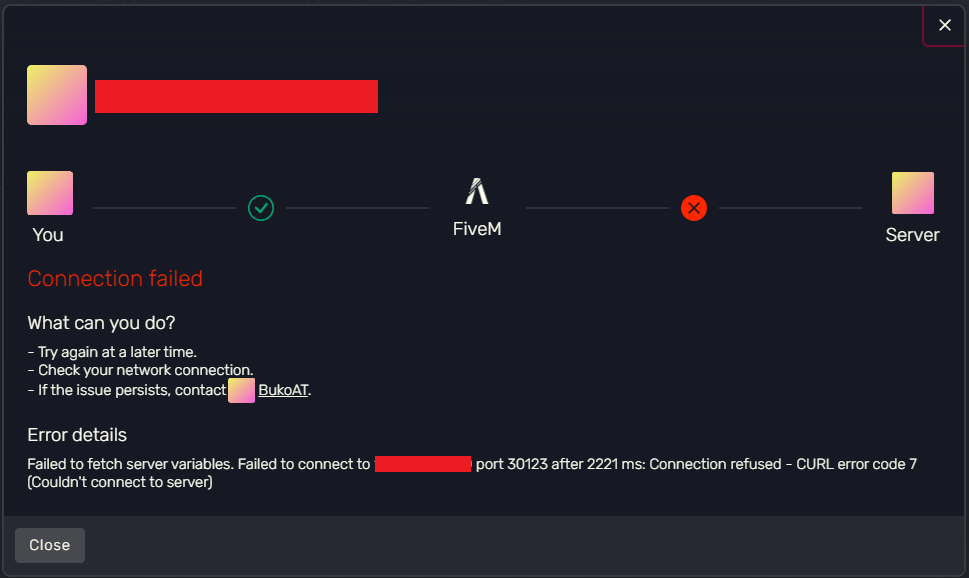 You
FiveM
Server
Connection failed
What can you do?
- Try again at a later time.
- Check your network connection.
- If the issue persists, contact BukoAT.
Error details
Failed to fetch server variables. Failed to connect to port 30123 after 2221 ms: Connection refused - CURL error code 7
(Couldn't connect to server)
Close